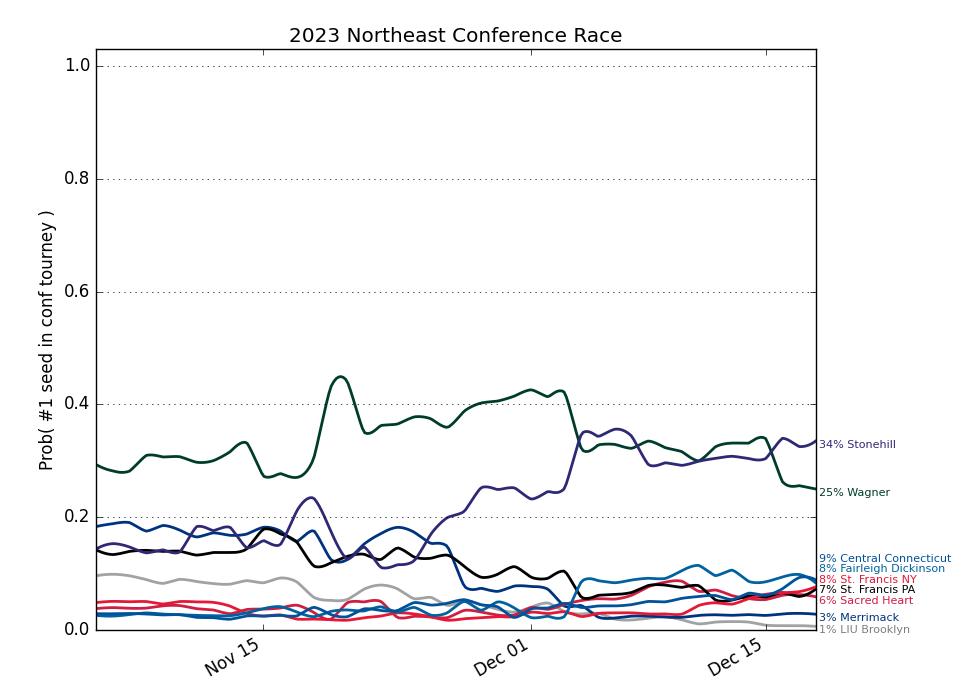 2023 Northeast Conference Race
Prob( #1 seed in conf tourney )
1.0
0.8
0.6
0.4
0.2
0.0
Nov 15
Dec 01
Dec 15
34% Stonehill
25% Wagner
9% Central Connecticut
8% Fairleigh Dickinson
8% St. Francis NY
7% St. Francis PA
6% Sacred Heart
3% Merrimack
1% LIU Brooklyn